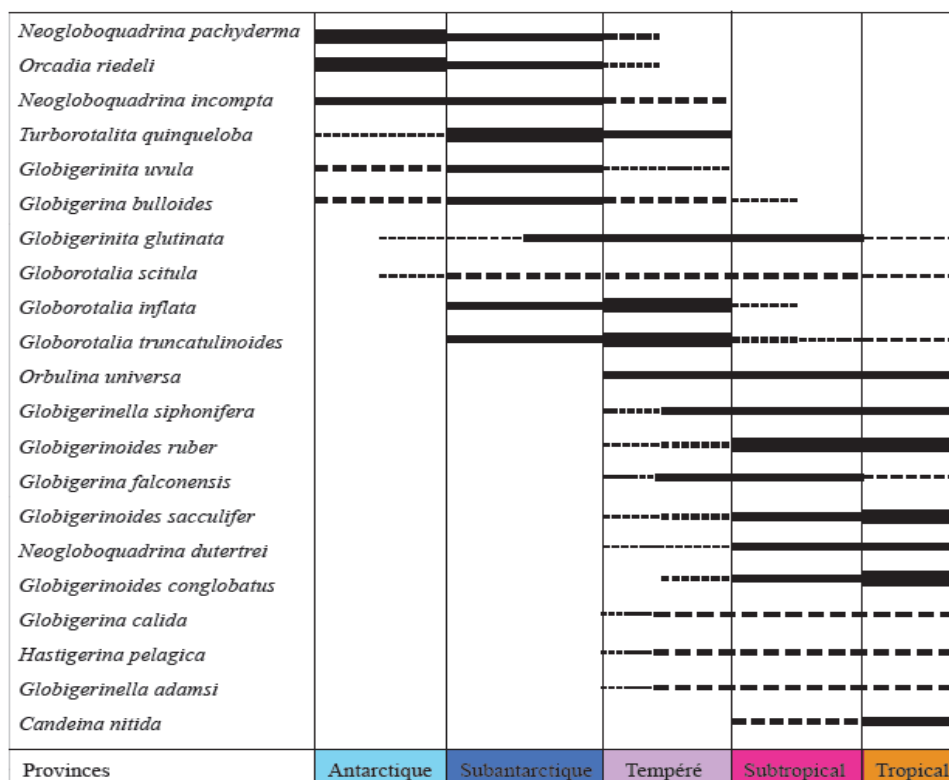 Neogloboquadrina pachyderma
Orcadia riedeli
Neogloboquadrina incompta
Turborotalita quinqueloba
Globigerinita uvula
Globigerina bulloides
Globigerinita glutinata
Globorotalia scitula
Globorotalia inflata
Globorotalia truncatulinoides
Orbulina universa
Globigerinella siphonifera
Globigerinoides ruber
Globigerina falconensis
Globigerinoides sacculifer
Neogloboquadrina dutertrei
Globigerinoides conglobatus
Globigerina calida
Hastigerina pelagica
Globigerinella adamsi
Candeina nitida
Provinces Antarctique Subantarctique Tempéré Subtropical Tropical